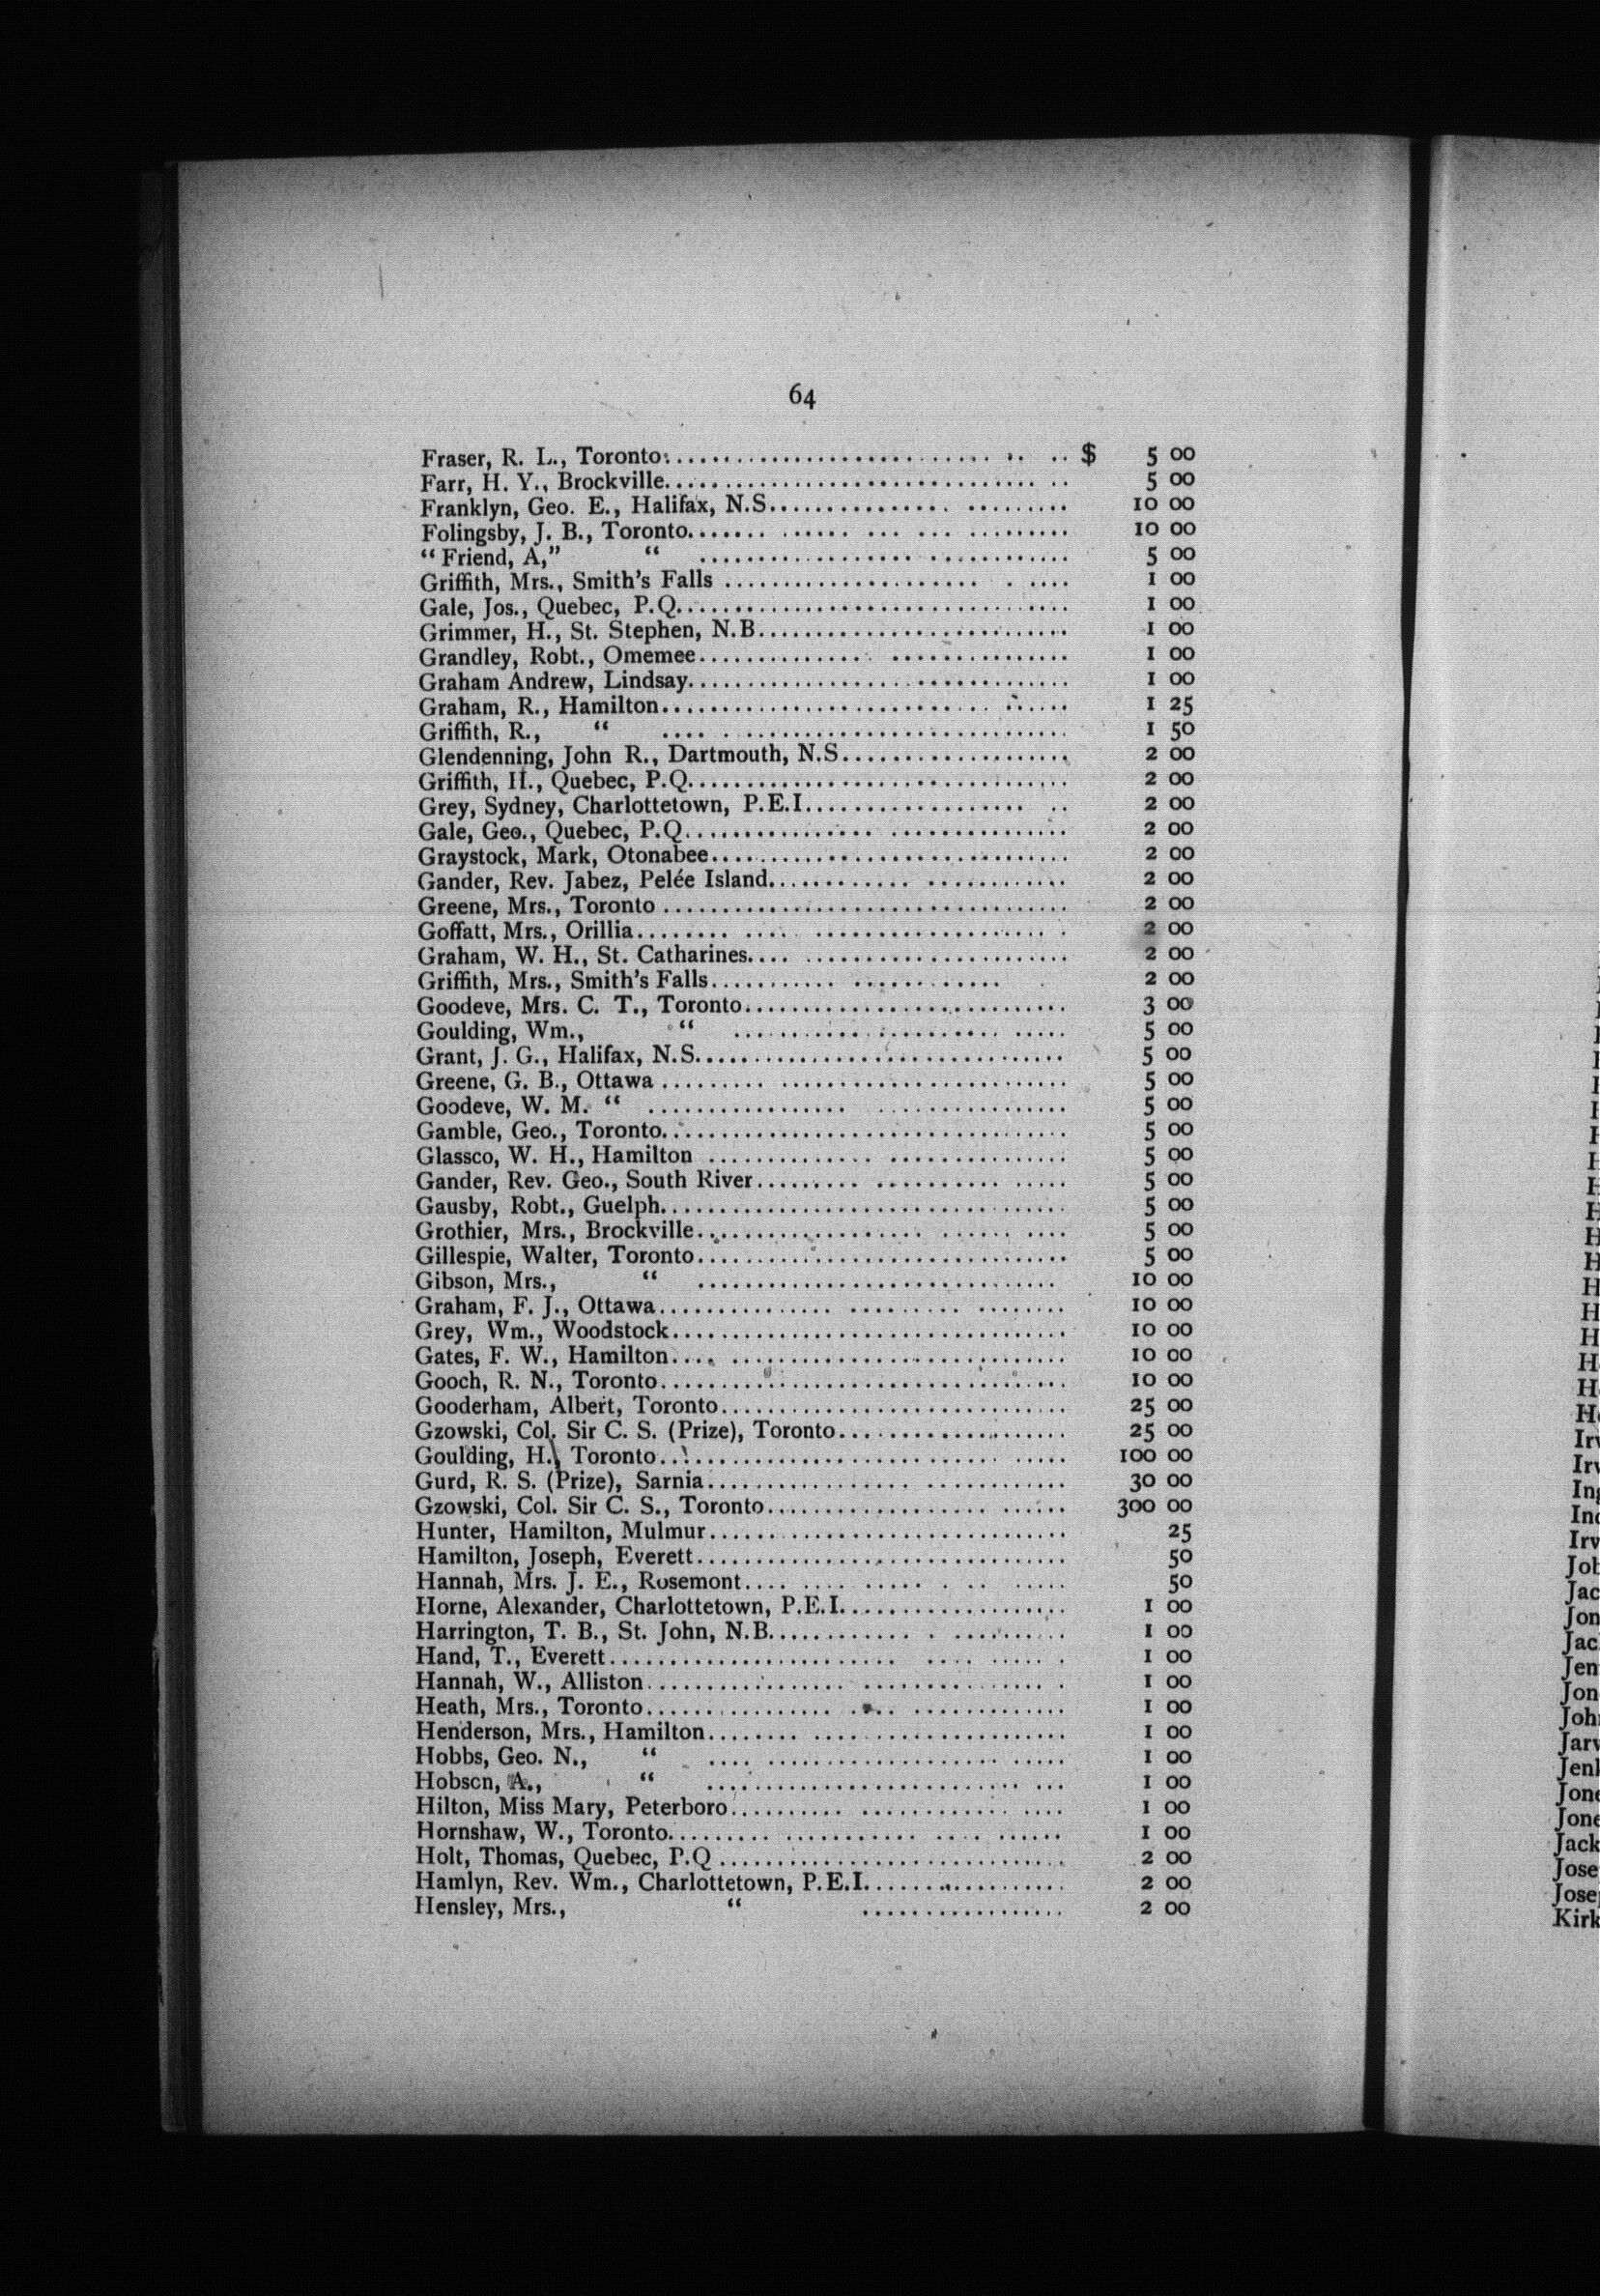 64
Fraser, R. L., Toronto.............................. .. .. $ 5 00
Farr, H. Y., Brockville................................ .. 5 00
Franklyn, Geo. E., Halifax, N.S................ ......... 10 00
Folingsby, J. B., Toronto....... ...... ... ... ......... 10 00
“ Friend, A,” “ ................................ 5 00
Griffith, Mrs., Smith's Falls ...................... . .... 1 00
Gale, Jos., Quebec, P.Q................................. 1 00
Grimmer, H., St. Stephen, N.B........................... 1 00
Grandley, Robt., Omemee.............. ................ 1 00
Graham Andrew, Lindsay................................ 1 00
Graham, R., Hamilton............................ ...... 1 25
Griffith, R., “ .... .............................. 1 50
Glendenning, John R., Dartmouth, N.S.................... 2 00
Griffith, H., Quebec, P.Q................................ 2 00
Grey, Sydney, Charlottetown, P.E.I................... .. 2 00
Gale, Geo., Quebec, P.Q................ ................ 2 00
Graystock, Mark, Otonabee............................... 2 00
Gander, Rev. Jabez, Pelée Island............ ............ 2 00
Greene, Mrs., Toronto ................................... 2 00
Goffatt, Mrs., Orillia........ .... .................... . 2 00
Graham, W. H., St. Catharines.... ....................... 2 00
Griffith, Mrs., Smith's Falls........... ............ 2 00
Goodeve, Mrs. C. T., Toronto............................ 3 00
Goulding, Wm., “ ....................... ..... 5 00
Grant, J. G., Halifax, N.S................................ 5 00
Greene, G. B., Ottawa ......... ......................... 5 00
Goodeve, W. M. “ ................. ................ 5 00
Gamble, Geo., Toronto................................... 5 00
Glassco, W. H., Hamilton .............. ................ 5 00
Gander, Rev. Geo., South River......... ........... ..... 5 00
Gausby, Robt., Guelph................................... 5 00
Grothier, Mrs., Brockville................... ...... .... 5 00
Gillespie, Walter, Toronto................................ 5 00
Gibson, Mrs., “ ............................... 10 00
Graham, F. J., Ottawa............... .......... ........ 10 00
Grey, Wm., Woodstock.................................. 10 00
Gates, F. W., Hamilton.... ............................. 10 00
Gooch, R. N., Toronto................................... 10 00
Gooderham, Albert, Toronto.............................. 25 00
Gzowski, Col. Sir C. S. (Prize), Toronto.................... 25 00
Goulding, H., Toronto............................. ..... 100 00
Gurd, R. S. (Prize), Sarnia.................. ............ 30 00
Gzowski, Col. Sir C. S., Toronto................... ...... 300 00
Hunter, Hamilton, Mulmur............................... 25
Hamilton, Joseph, Everett................................ 50
Hannah, Mrs. J. E., Rosemont.... .... ...... . .. ..... 50
Horne, Alexander, Charlottetown, P.E.I................... 1 00
Harrington, T. B., St. John, N.B............. . .......... 1 00
Hand, T., Everett........................... .... ..... . 1 00
Hannah, W., Alliston................. ................ . 1 00
Heath, Mrs., Toronto................ .... ............. 1 00
Henderson, Mrs., Hamilton........ ...................... 1 00
Hobbs, Geo. N., “ .... .................... ..... 1 00
Hobson, A., “ ........................... ... 1 00
Hilton, Miss Mary, Peterboro.......... ............. .... 1 00
Hornshaw, W., Toronto......... ........... .... ...... 1 00
Holt, Thomas, Quebec, P.Q .............................. 2 00
Hamlyn, Rev. Wm., Charlottetown, P.E.I................. 2 00
Hensley, Mrs., “ ................. 2 00